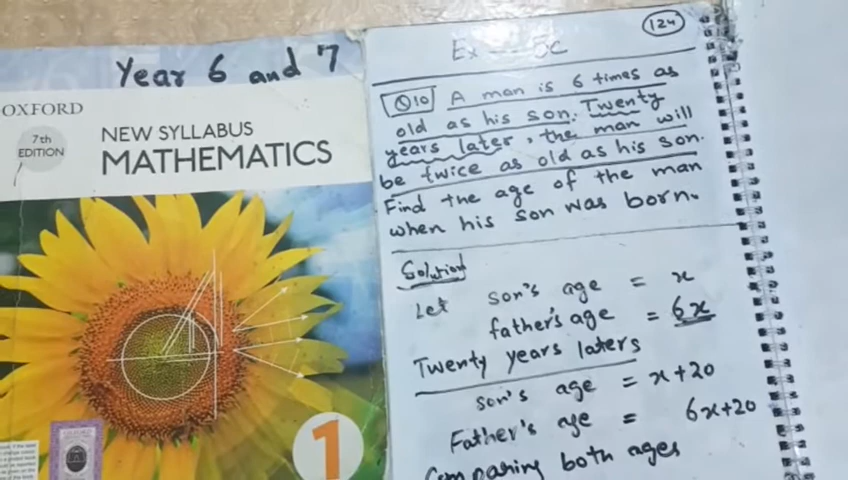 Year 6 and 7
OXFORD
7th
EDITION
NEW SYLLABUS
MATHEMATICS
1
124
Ex 5C
Q10 A man is 6 times as
old as his son. Twenty
years later, the man will
be twice as old as his son.
Find the age of the man
when his son was born.
Solution
Let son's age = x
father's age = 6x
Twenty years laters
son's age = x+20
Father's age = 6x+20
Comparing both ages